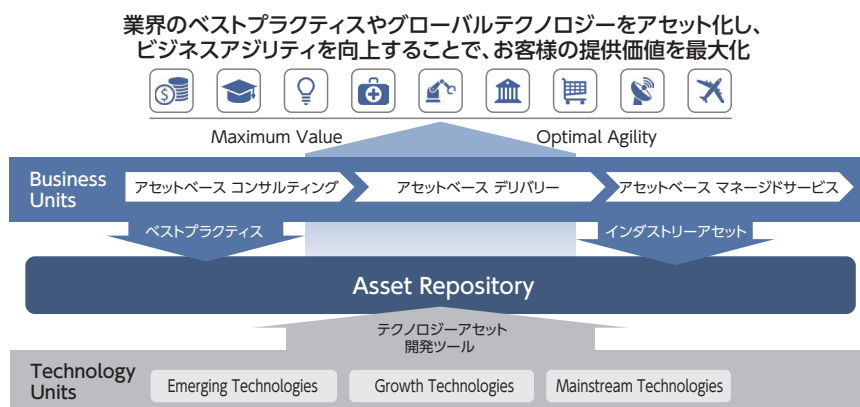 業界のベストプラクティスやグローバルテクノロジーをアセット化し、
ビジネスアジリティを向上することで、お客様の提供価値を最大化
Maximum Value
Optimal Agility
Business
Units
アセットベース コンサルティング
アセットベース デリバリー
アセットベース マネージドサービス
ベストプラクティス
インダストリーアセット
Asset Repository
テクノロジーアセット
開発ツール
Technology
Units
Emerging Technologies
Growth Technologies
Mainstream Technologies